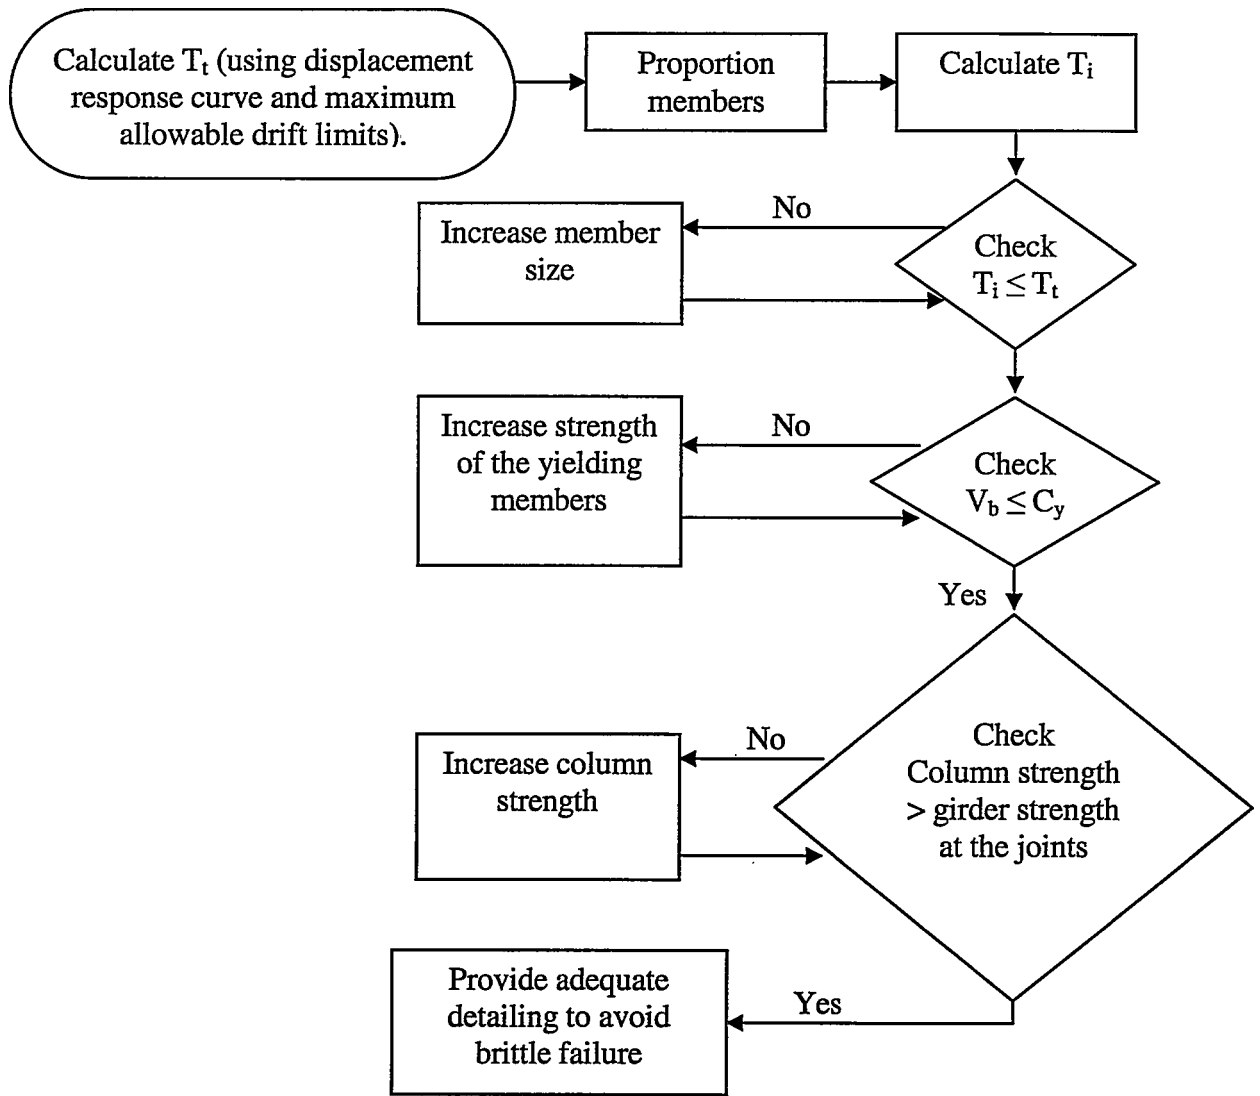 Calculate Tt (using displacement
response curve and maximum
allowable drift limits).
Proportion
members
Calculate Ti
No
Increase member
size
Check
Ti ≤ Tt
No
Increase strength
of the yielding
members
Check
Vb ≤ Cy
Yes
No
Increase column
strength
Check
Column strength
> girder strength
at the joints
Yes
Provide adequate
detailing to avoid
brittle failure